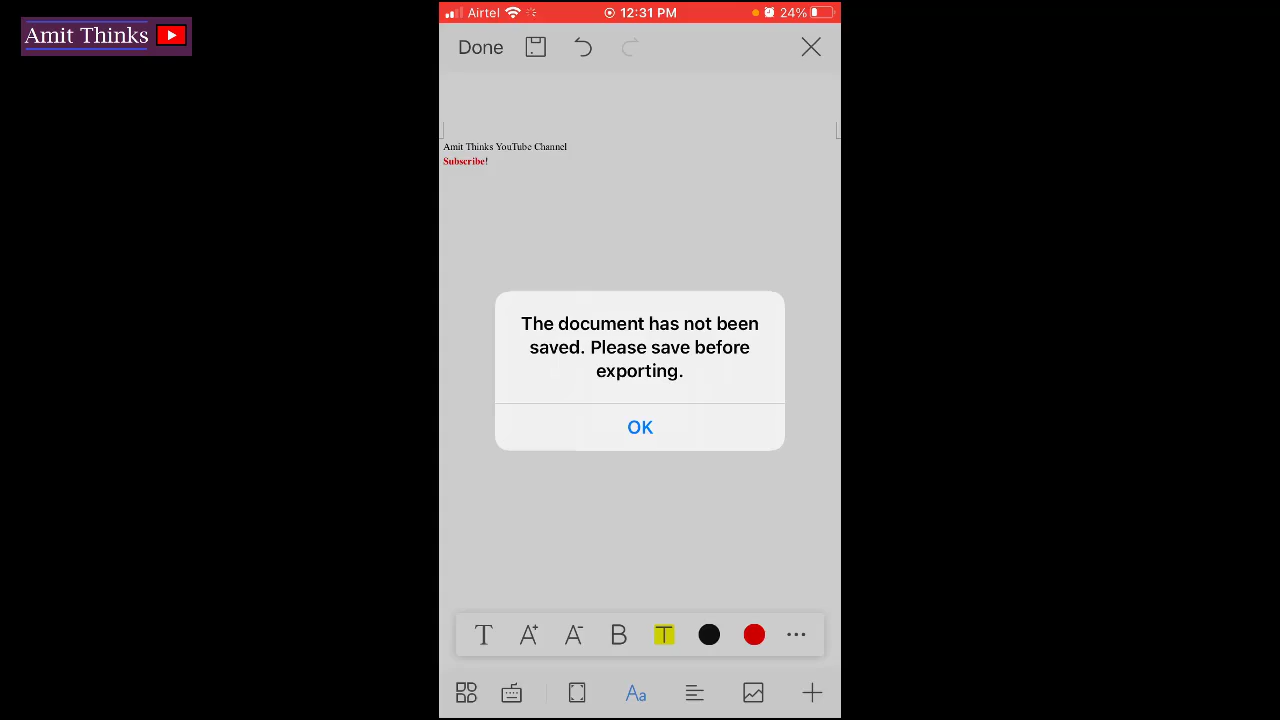 Amit Thinks
Airtel 12:31 PM 24%
Done
Amit Thinks YouTube Channel
Subscribe!
The document has not been
saved. Please save before
exporting.
OK
T A+ A- B T
Aa